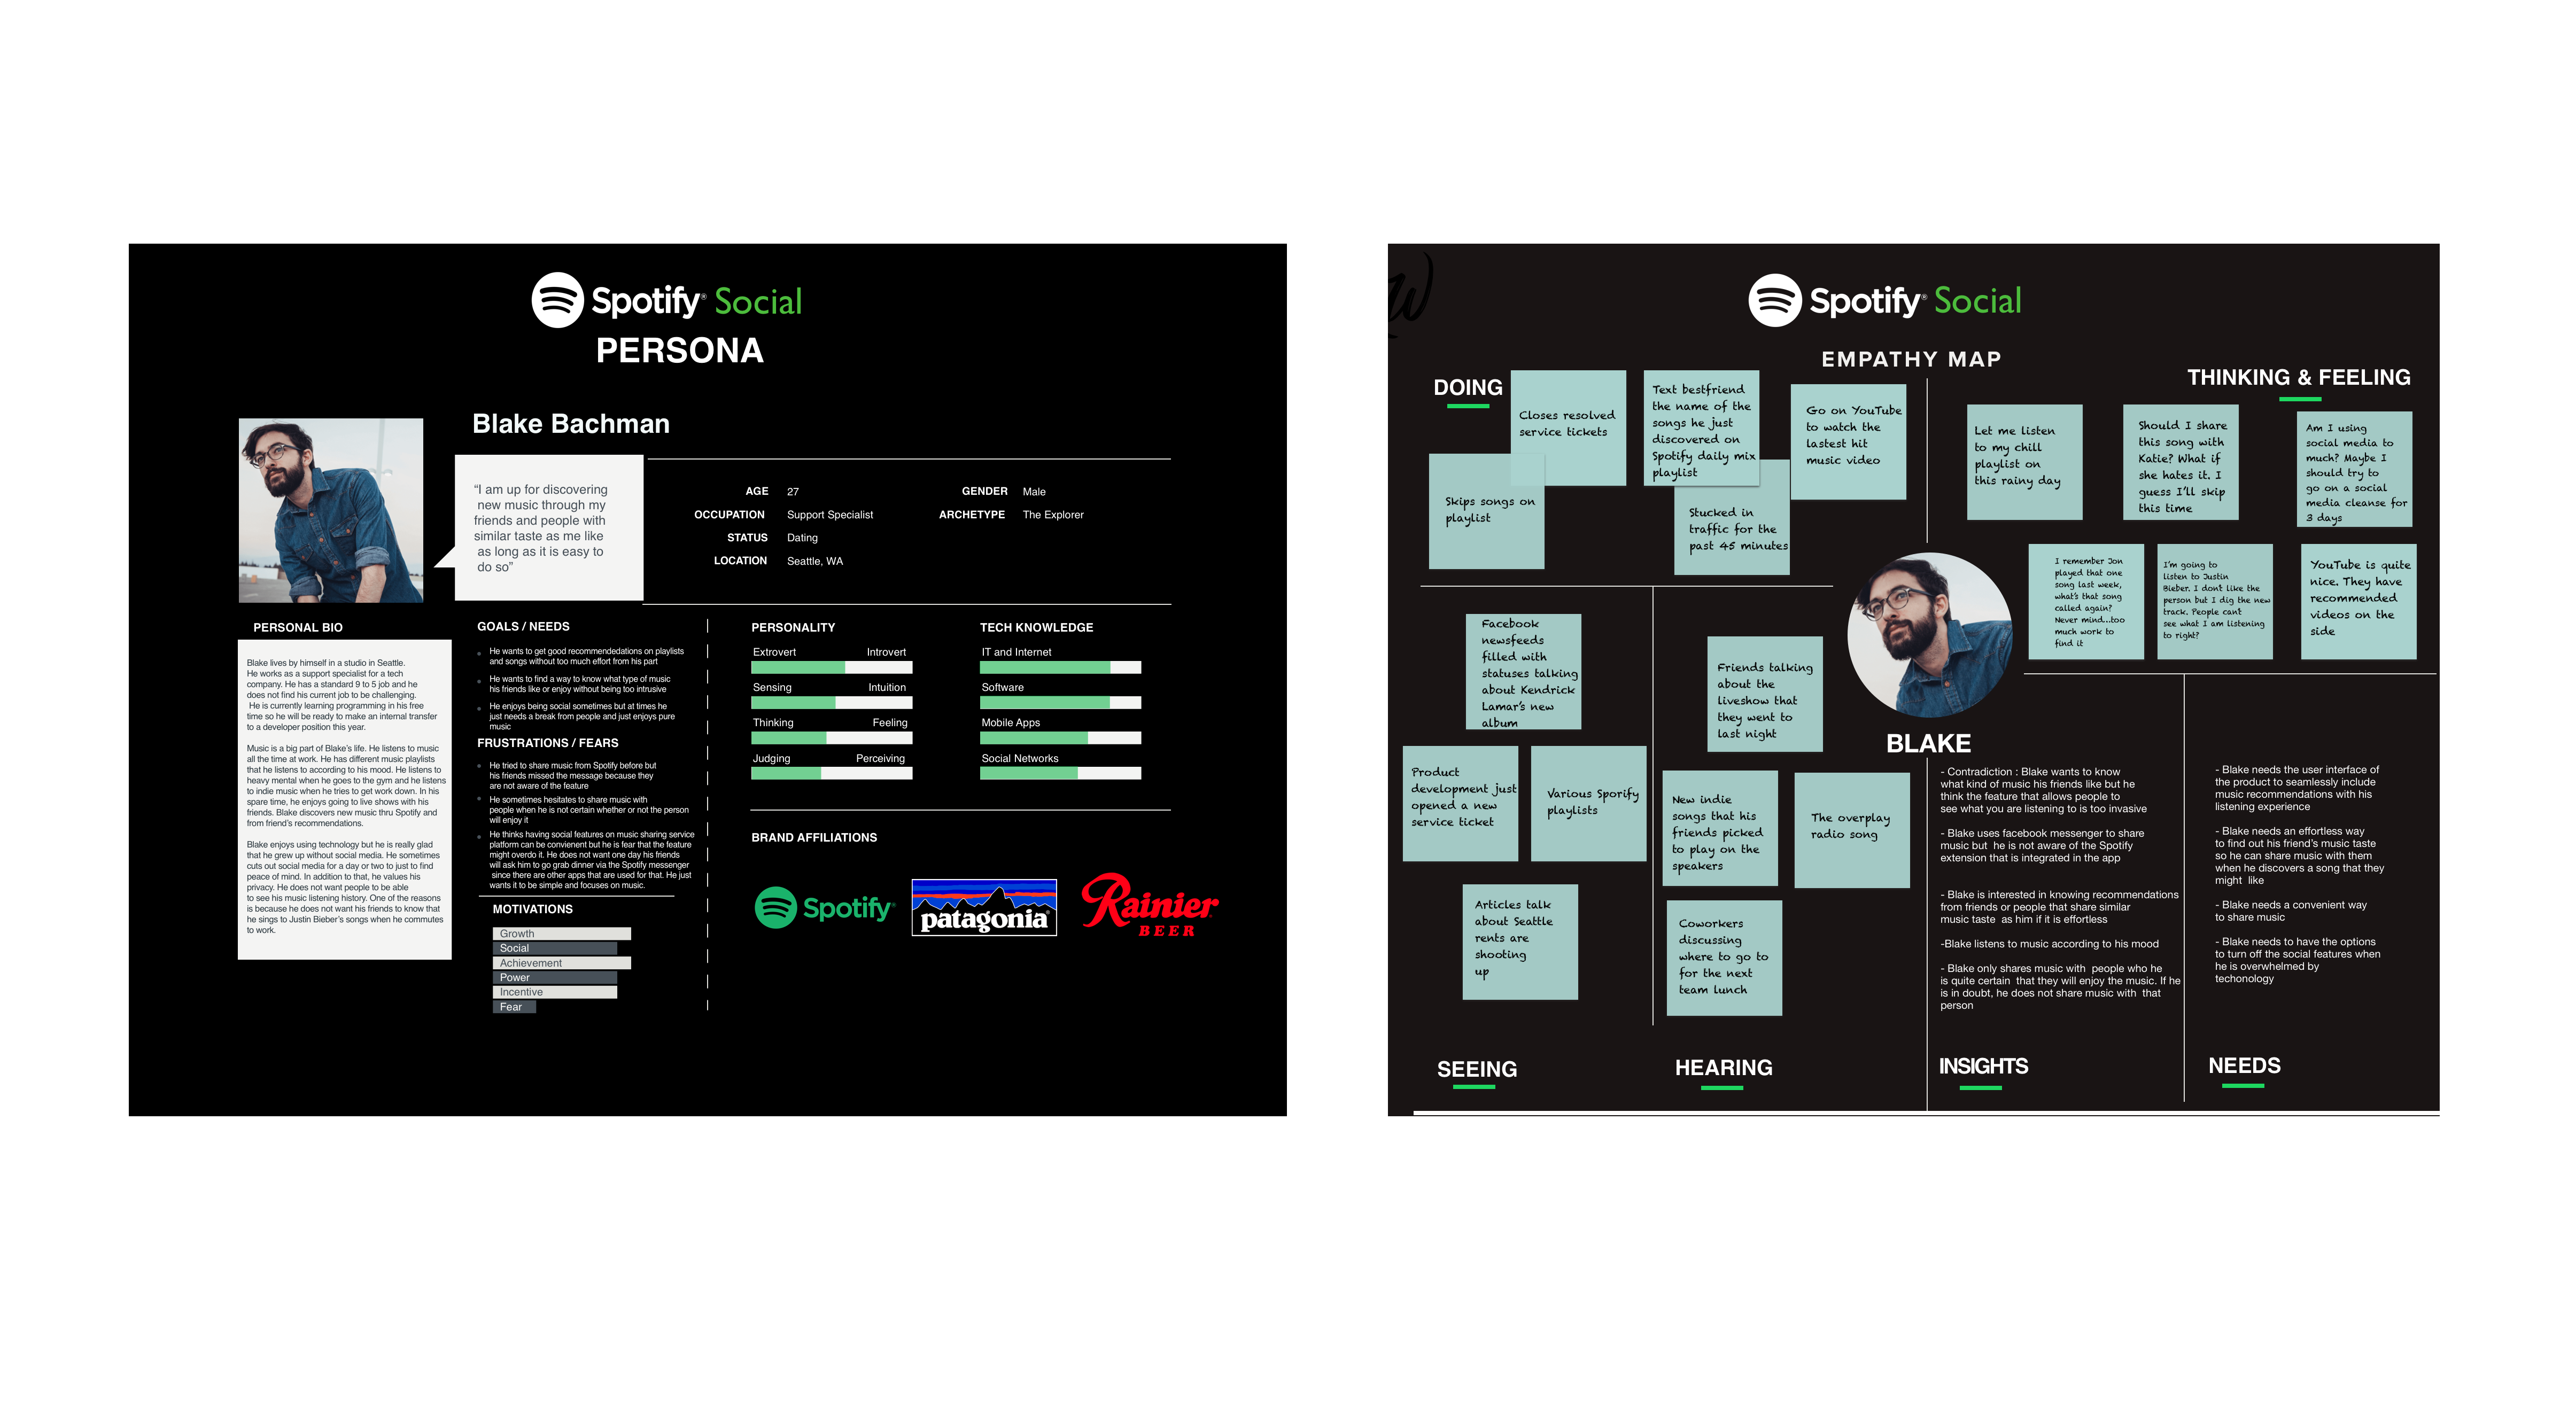 Spotify® Social
PERSONA
Blake Bachman
“I am up for discovering
new music through my
friends and people with
similar taste as me like
as long as it is easy to
do so”
AGE 27
OCCUPATION Support Specialist
STATUS Dating
LOCATION Seattle, WA
GENDER Male
ARCHETYPE The Explorer
PERSONAL BIO
Blake lives by himself in a studio in Seattle.
He works as a support specialist for a tech
company. He has a standard 9 to 5 job and he
does not find his current job to be challenging.
He is currently learning programming in his free
time so he will be ready to make an internal transfer
to a developer position this year.
Music is a big part of Blake’s life. He listens to music
all the time at work. He has different music playlists
that he listens to according to his mood. He listens to
heavy mental when he goes to the gym and he listens
to indie music when he tries to get work down. In his
spare time, he enjoys going to live shows with his
friends. Blake discovers new music thru Spotify and
from friend’s recommendations.
Blake enjoys using technology but he is really glad
that he grew up without social media. He sometimes
cuts out social media for a day or two to just to find
peace of mind. In addition to that, he values his
privacy. He does not want people to be able
to see his music listening history. One of the reasons
is because he does not want his friends to know that
he sings to Justin Bieber’s songs when he commutes
to work.
GOALS / NEEDS
He wants to get good recommendedations on playlists
and songs without too much effort from his part
He wants to find a way to know what type of music
his friends like or enjoy without being too intrusive
He enjoys being social sometimes but at times he
just needs a break from people and just enjoys pure
music
FRUSTRATIONS / FEARS
He tried to share music from Spotify before but
his friends missed the message because they
are not aware of the feature
He sometimes hesitates to share music with
people when he is not certain whether or not the person
will enjoy it
He thinks having social features on music sharing service
platform can be convienent but he is fear that the feature
might overdo it. He does not want one day his friends
will ask him to go grab dinner via the Spotify messenger
since there are other apps that are used for that. He just
wants it to be simple and focuses on music.
MOTIVATIONS
Growth
Social
Achievement
Power
Incentive
Fear
PERSONALITY
Extrovert Introvert
Sensing Intuition
Thinking Feeling
Judging Perceiving
TECH KNOWLEDGE
IT and Internet
Software
Mobile Apps
Social Networks
BRAND AFFILIATIONS
Spotify®
patagonia®
Rainier
BEER
Spotify® Social
EMPATHY MAP
DOING
Closes resolved
service tickets
Text bestfriend
the name of the
songs he just
discovered on
Spotify daily mix
playlist
Go on YouTube
to watch the
lastest hit
music video
Skips songs on
playlist
Stucked in
traffic for the
past 45 minutes
THINKING & FEELING
Let me listen
to my chill
playlist on
this rainy day
Should I share
this song with
Katie? What if
she hates it. I
guess I’ll skip
this time
Am I using
social media to
much? Maybe I
should try to
go on a social
media cleanse for
3 days
I remember Jon
played that one
song last week,
what’s that song
called again?
Never mind...too
much work to
find it
I’m going to
listen to Justin
Bieber. I dont like the
person but I dig the new
track. People cant
see what I am listening
to right?
YouTube is quite
nice. They have
recommended
videos on the
side
Facebook
newsfeeds
filled with
statuses talking
about Kendrick
Lamar’s new
album
Product
development just
opened a new
service ticket
Various Sporify
playlists
Articles talk
about Seattle
rents are
shooting
up
SEEING
Friends talking
about the
liveshow that
they went to
last night
New indie
songs that his
friends picked
to play on the
speakers
The overplay
radio song
Coworkers
discussing
where to go to
for the next
team lunch
HEARING
BLAKE
- Contradiction : Blake wants to know
what kind of music his friends like but he
think the feature that allows people to
see what you are listening to is too invasive
- Blake uses facebook messenger to share
music but he is not aware of the Spotify
extension that is integrated in the app
- Blake is interested in knowing recommendations
from friends or people that share similar
music taste as him if it is effortless
-Blake listens to music according to his mood
- Blake only shares music with people who he
is quite certain that they will enjoy the music. If he
is in doubt, he does not share music with that
person
INSIGHTS
- Blake needs the user interface of
the product to seamlessly include
music recommendations with his
listening experience
- Blake needs an effortless way
to find out his friend’s music taste
so he can share music with them
when he discovers a song that they
might like
- Blake needs a convenient way
to share music
- Blake needs to have the options
to turn off the social features when
he is overwhelmed by
techonology
NEEDS